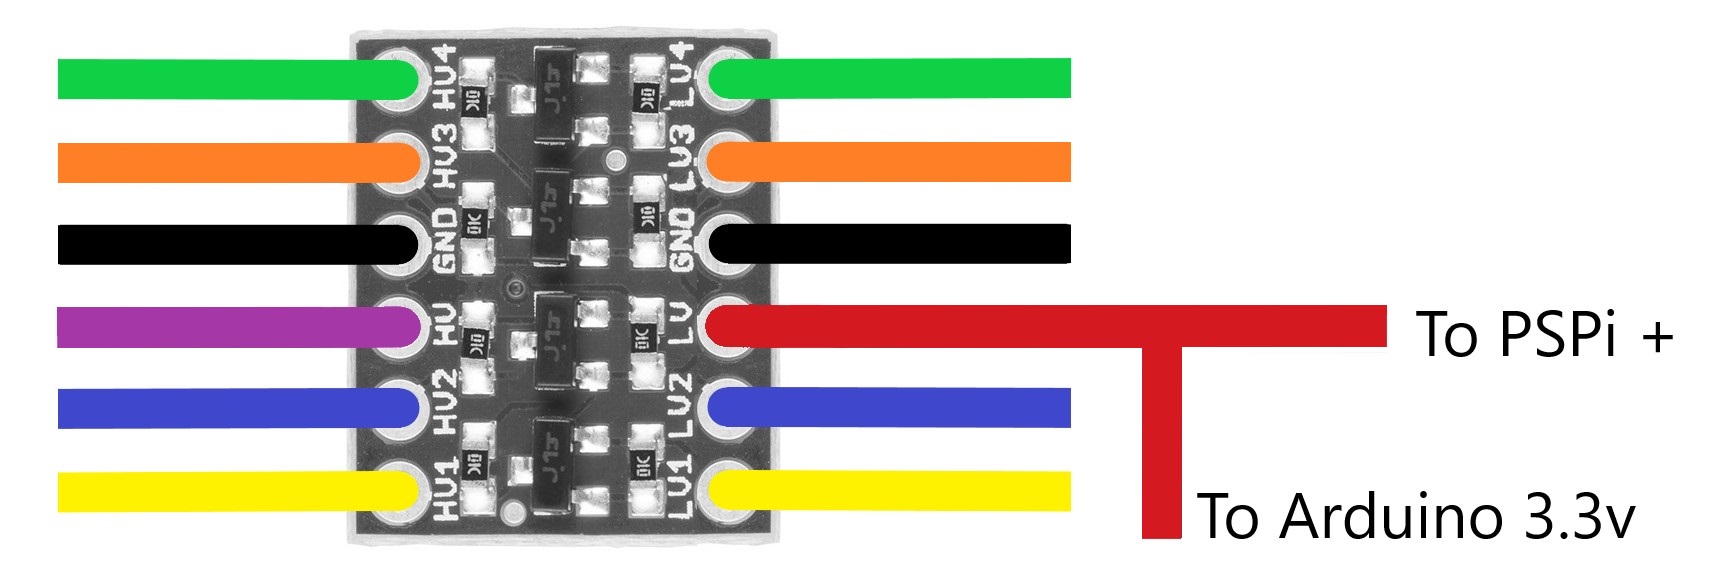 HV4
LV4
HV3
LV3
GND
GND
HV
LV
To PSPi +
HV2
LV2
HV1
LV1
To Arduino 3.3v